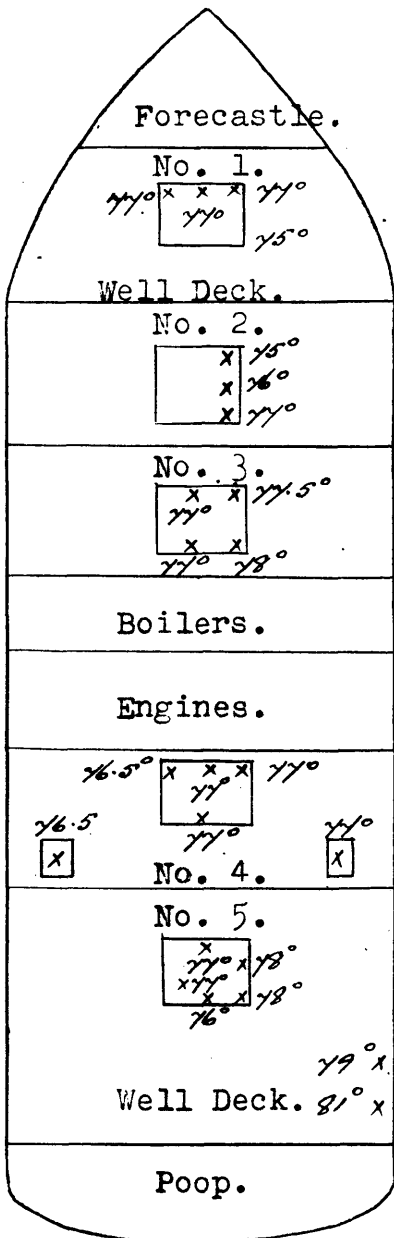 Forecastle.
No. 1.
77° 77°
77°
75°
Well Deck.
No. 2.
75°
76°
77°
No. 3.
77.5°
77°
77° 78°
Boilers.
Engines.
76.5° 77°
77°
76.5 77° 77°
No. 4.
No. 5.
77° 78°
77°
76° 78°
79°
Well Deck. 81°
Poop.